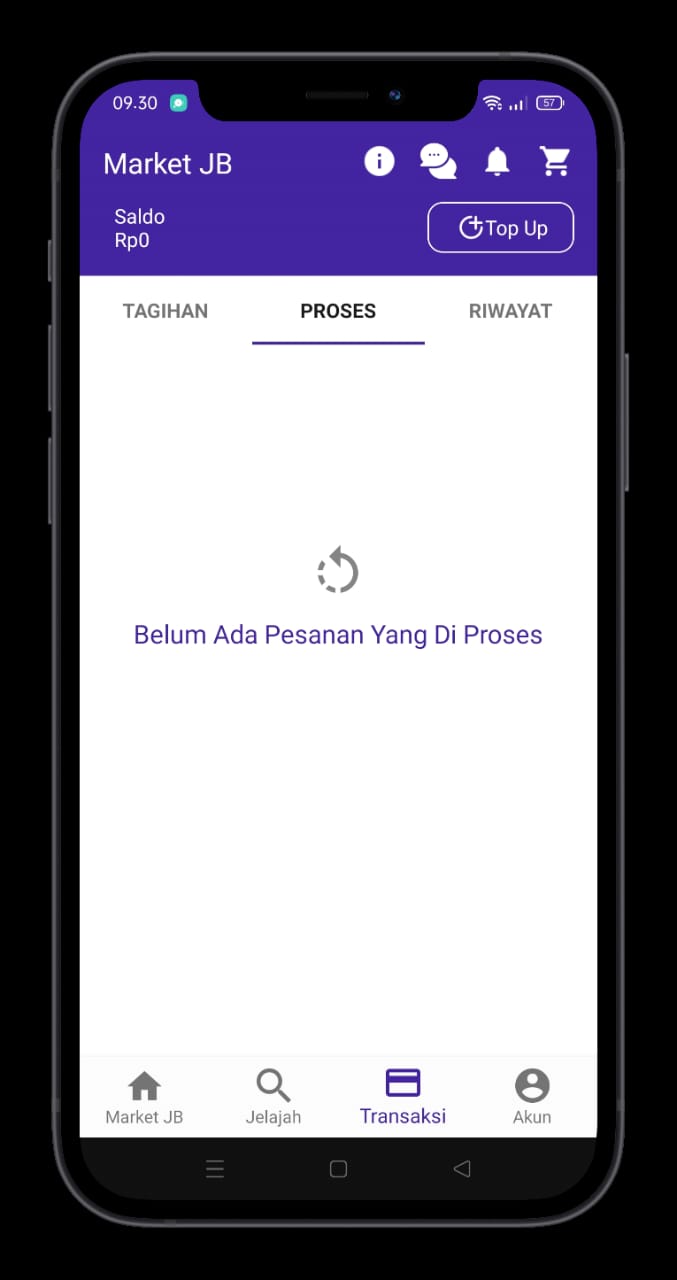 09.30
57
Market JB
Saldo
Rp0
Top Up
TAGIHAN
PROSES
RIWAYAT
Belum Ada Pesanan Yang Di Proses
Market JB
Jelajah
Transaksi
Akun